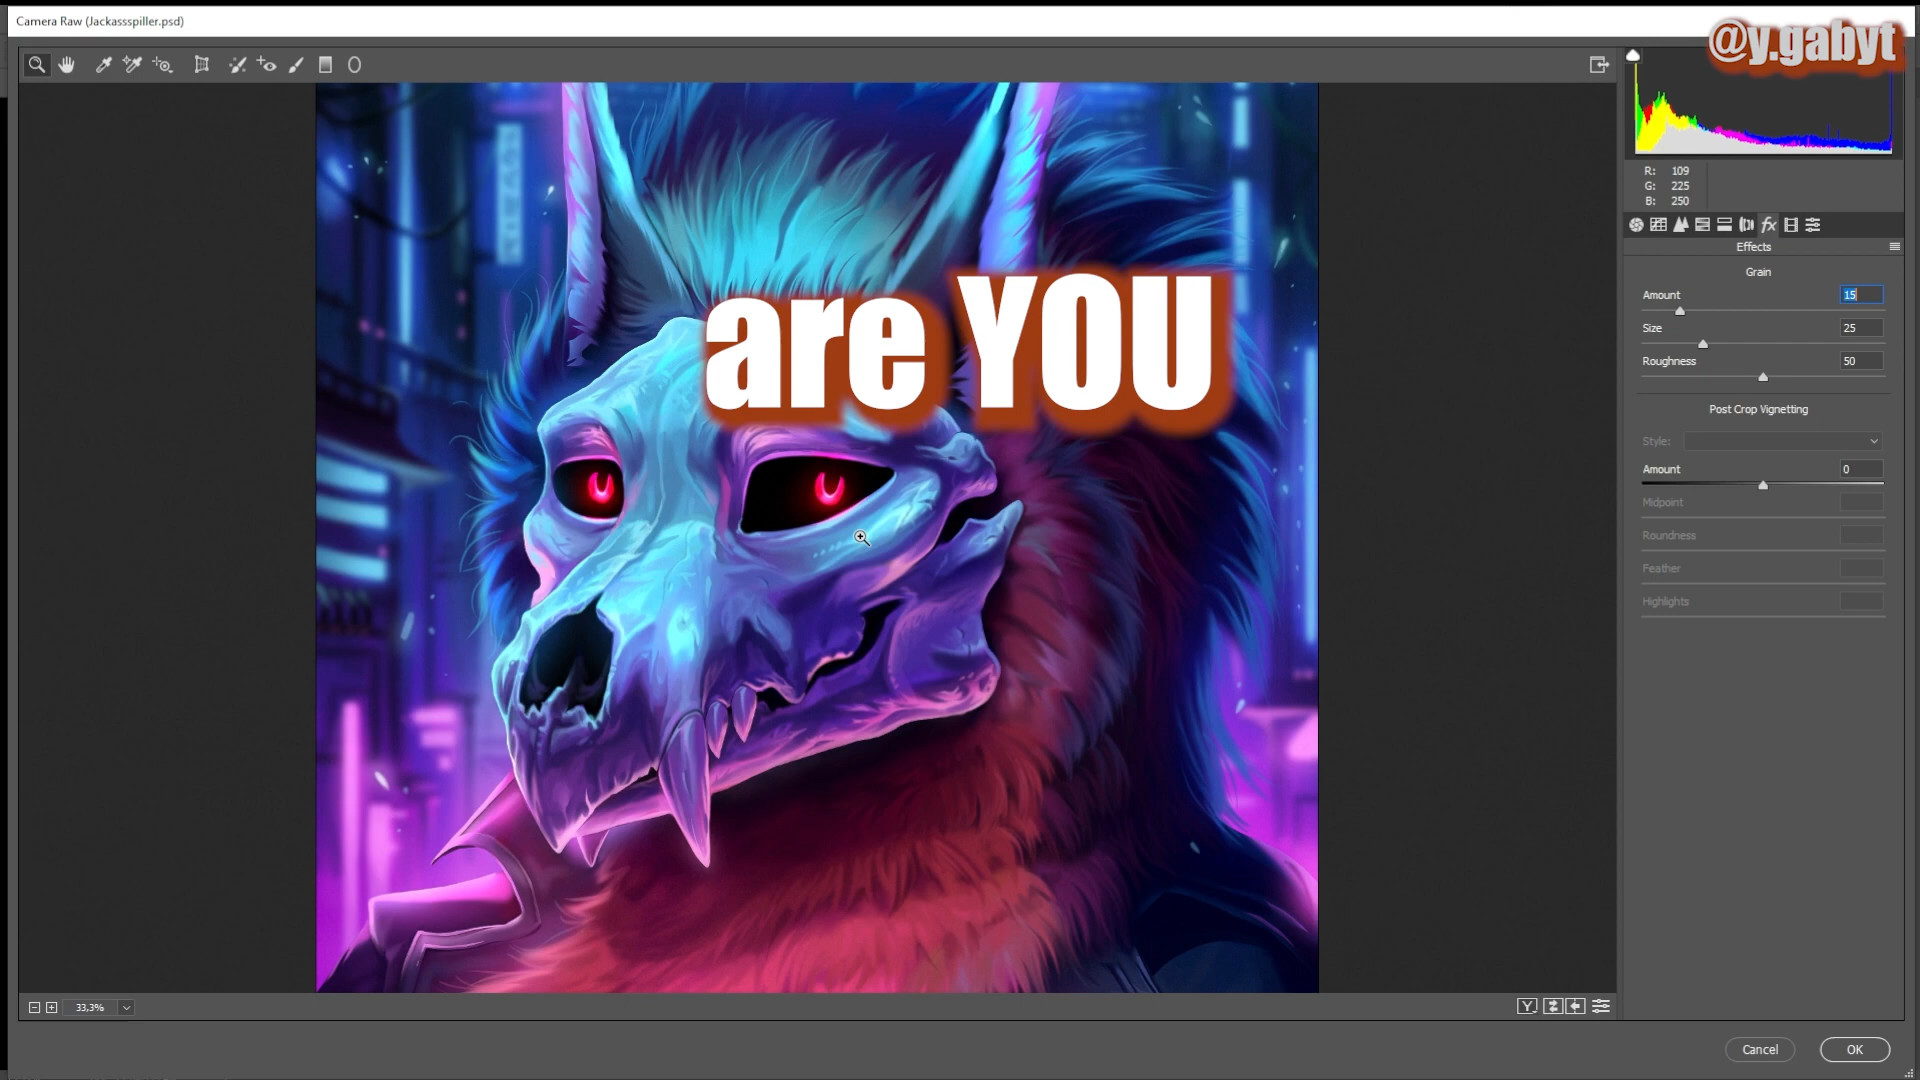 Camera Raw (Jackassspiller.psd)
@y.gabyt
R: 109
G: 225
B: 250
Effects
Grain
Amount 15
Size 25
Roughness 50
Post Crop Vignetting
Style:
Amount 0
Midpoint
Roundness
Feather
Highlights
are YOU
33,3%
Y
Cancel OK